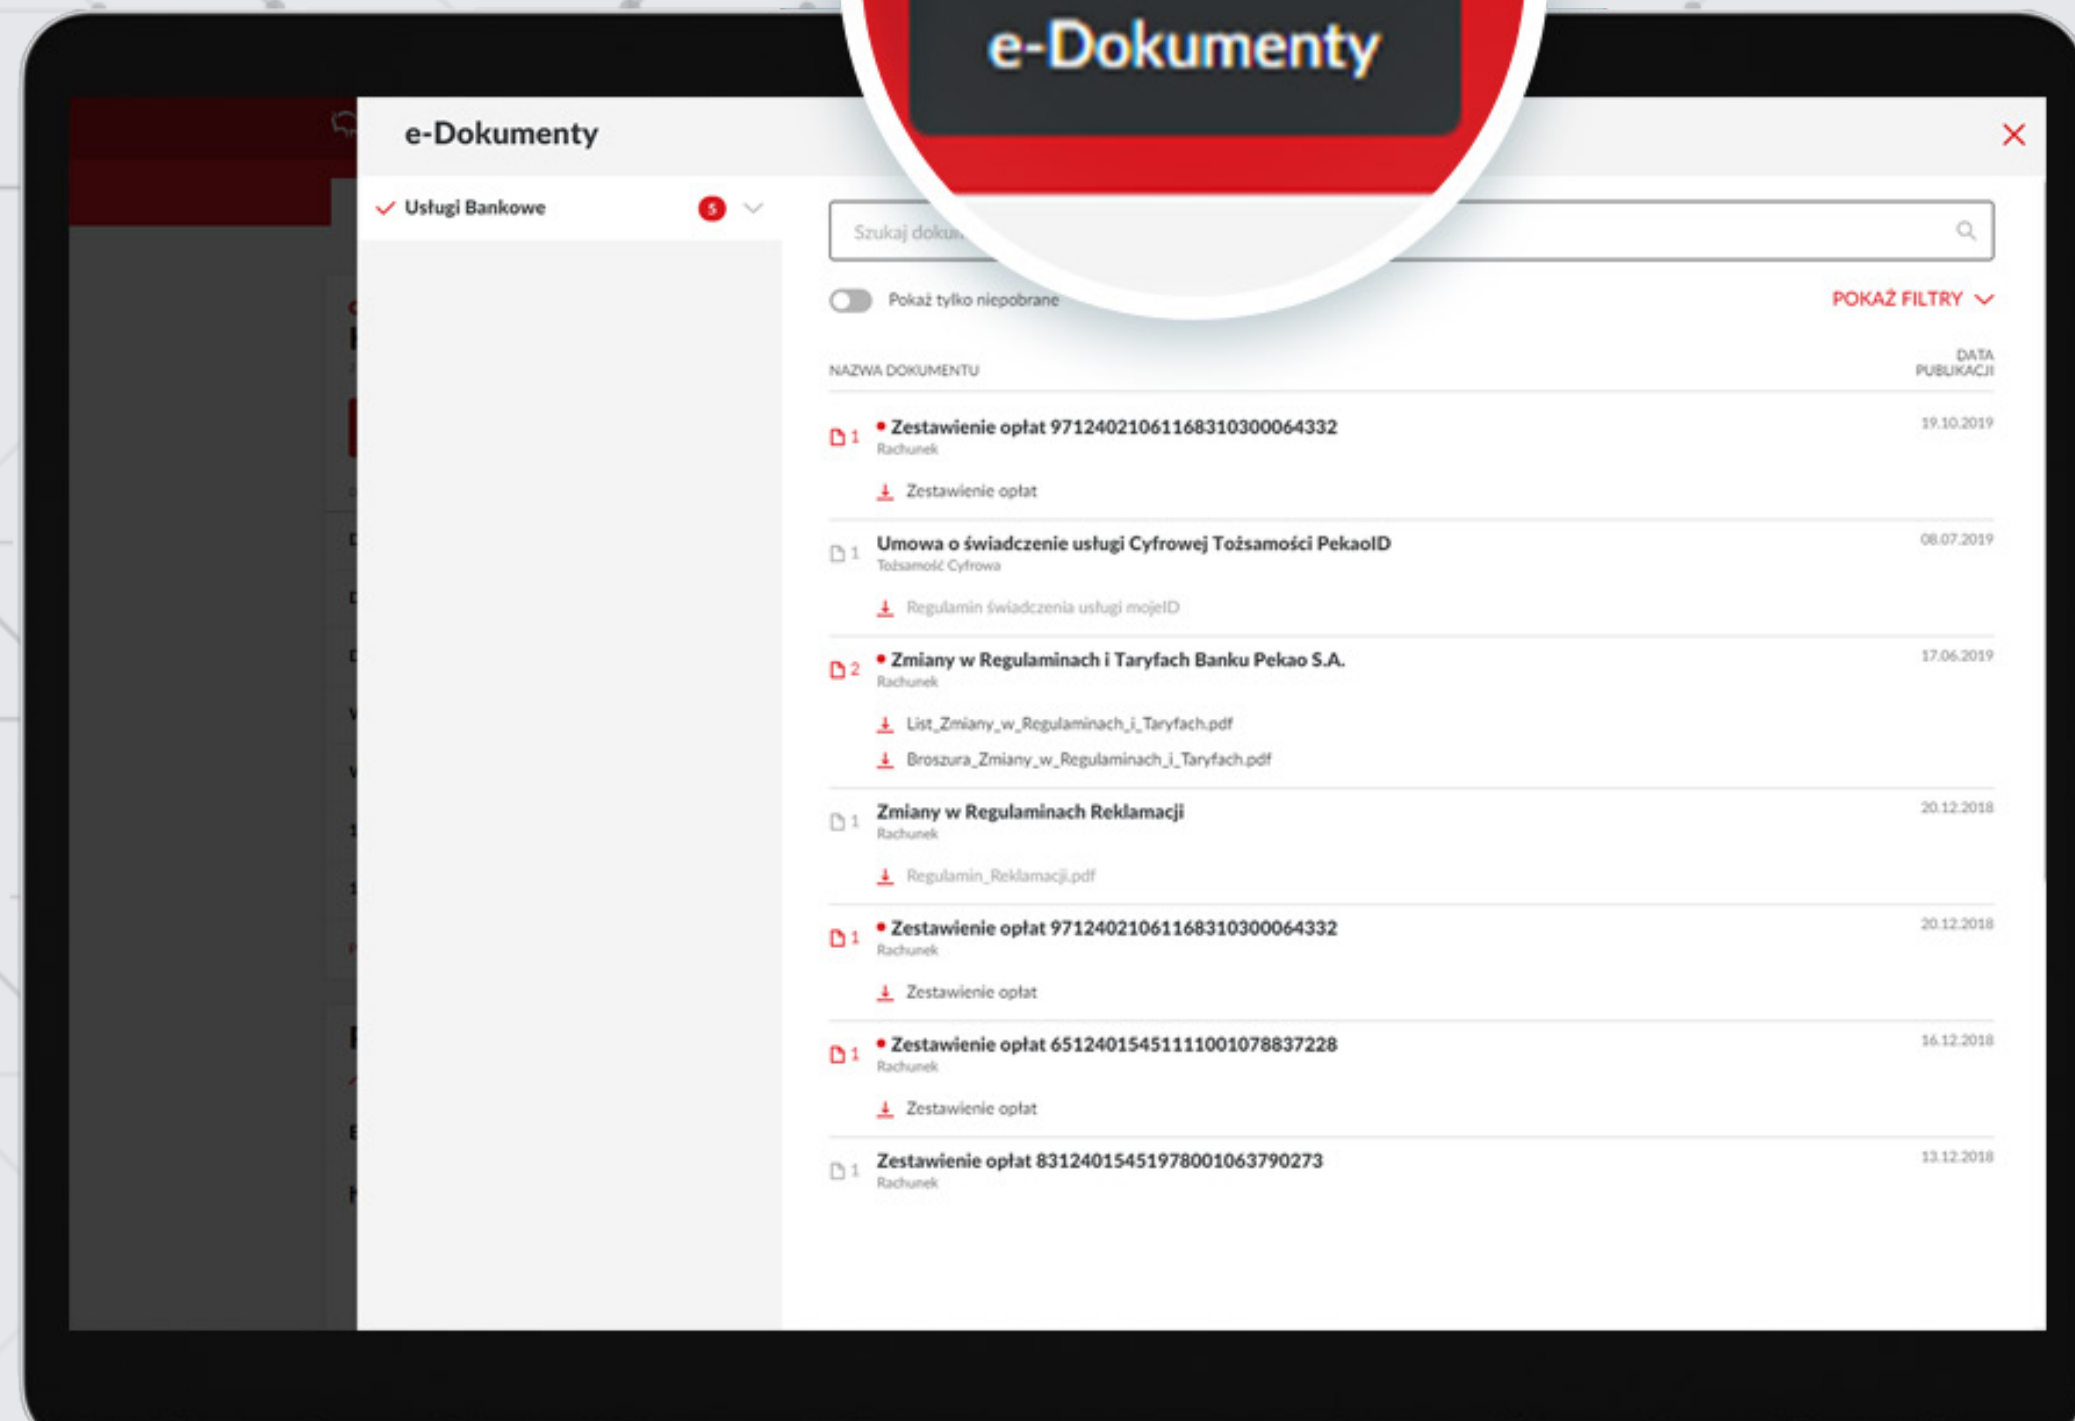 e-Dokumenty
e-Dokumenty
Usługi Bankowe
5
Szukaj
Pokaż tylko niepobrane
POKAŻ FILTRY
NAZWA DOKUMENTU
DATA
PUBLIKACJI
1
Zestawienie opłat 97124021061168310300064332
19.10.2019
Rachunek
Zestawienie opłat
1
Umowa o świadczenie usługi Cyfrowej Tożsamości PekaoID
08.07.2019
Tożsamość Cyfrowa
Regulamin świadczenia usługi mojeID
2
Zmiany w Regulaminach i Taryfach Banku Pekao S.A.
17.06.2019
Rachunek
List_Zmiany_w_Regulaminach_i_Taryfach.pdf
Broszura_Zmiany_w_Regulaminach_i_Taryfach.pdf
1
Zmiany w Regulaminach Reklamacji
20.12.2018
Rachunek
Regulamin_Reklamacji.pdf
1
Zestawienie opłat 97124021061168310300064332
20.12.2018
Rachunek
Zestawienie opłat
1
Zestawienie opłat 65124015451111001078837228
16.12.2018
Rachunek
Zestawienie opłat
1
Zestawienie opłat 83124015451978001063790273
13.12.2018
Rachunek